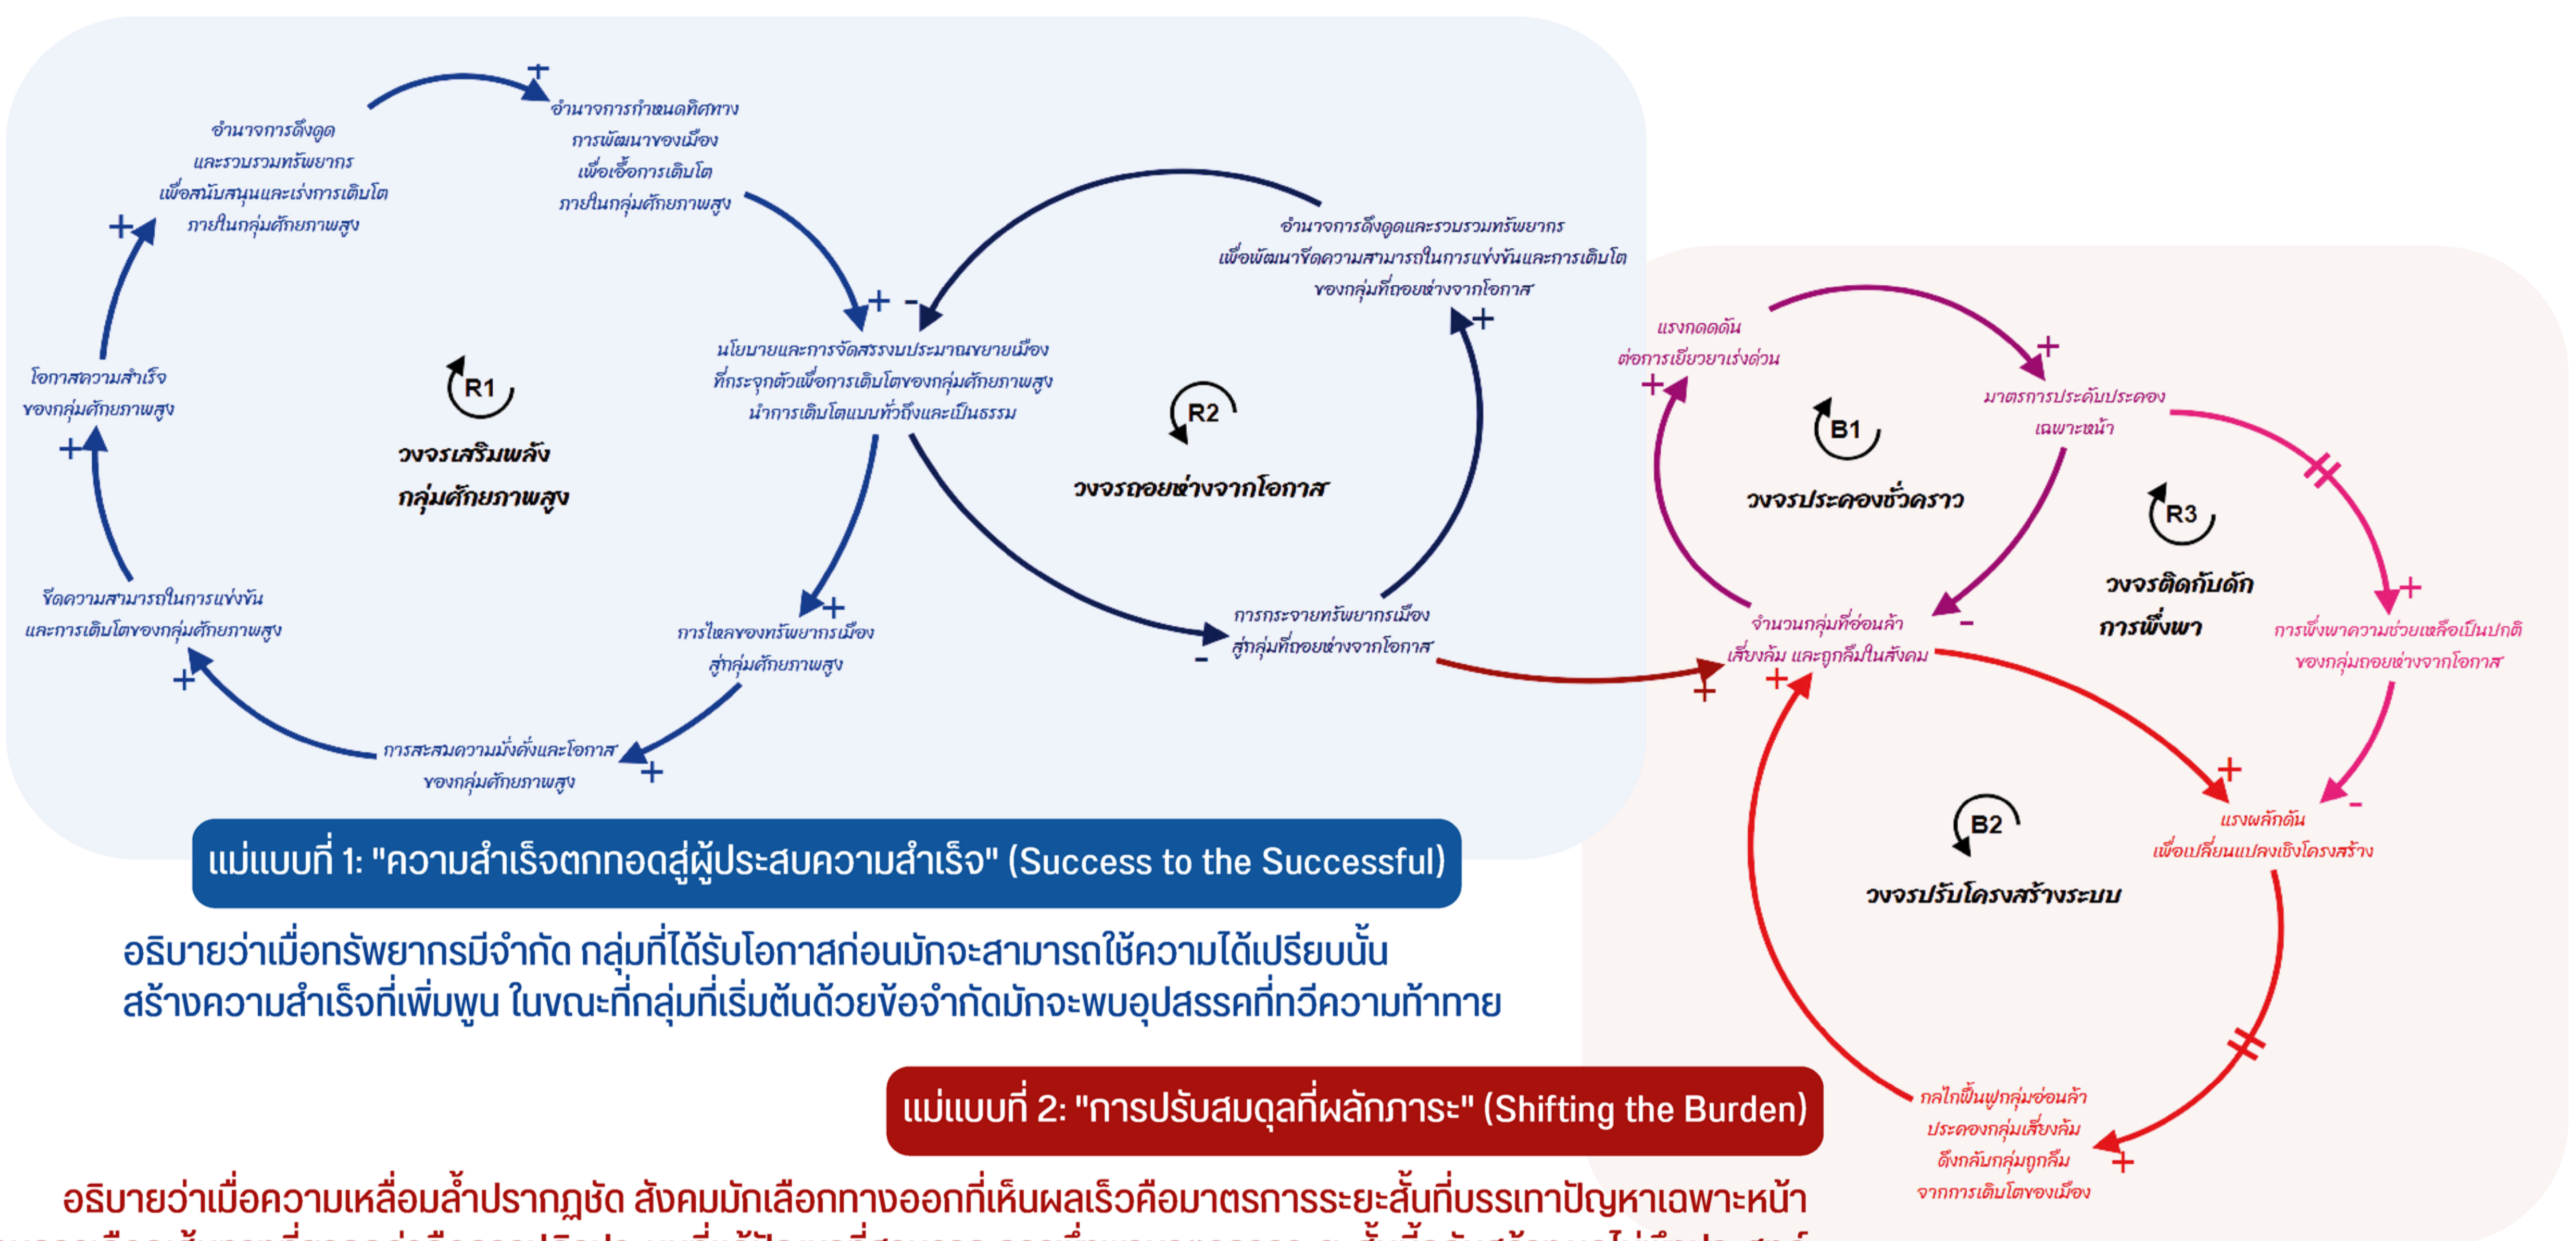 อำนาจการดึงดูด
และรวบรวมทรัพยากร
เพื่อสนับสนุนและเร่งการเติบโต
ภายในกลุ่มศักยภาพสูง
+
+
อำนาจการกำหนดทิศทาง
การพัฒนาของเมือง
เพื่อเอื้อการเติบโต
ภายในกลุ่มศักยภาพสูง
โอกาสความสำเร็จ
ของกลุ่มศักยภาพสูง
+
R1
วงจรเสริมพลัง
กลุ่มศักยภาพสูง
+ -
นโยบายและการจัดสรรงบประมาณขยายเมือง
ที่กระจุกตัวเพื่อการเติบโตของกลุ่มศักยภาพสูง
นำการเติบโตแบบทั่วถึงและเป็นธรรม
อำนาจการดึงดูดและรวบรวมทรัพยากร
เพื่อพัฒนาขีดความสามารถในการแข่งขันและการเติบโต
ของกลุ่มที่ถอยห่างจากโอกาส
+
R2
วงจรถอยห่างจากโอกาส
ขีดความสามารถในการแข่งขัน
และการเติบโตของกลุ่มศักยภาพสูง
+
+
การไหลของทรัพยากรเมือง
สู่กลุ่มศักยภาพสูง
การกระจายทรัพยากรเมือง
สู่กลุ่มที่ถอยห่างจากโอกาส
-
การสะสมความมั่งคั่งและโอกาส
ของกลุ่มศักยภาพสูง
+
แรงกดดัน
ต่อการเยียวยาเร่งด่วน
+
+
มาตรการประคับประคอง
เฉพาะหน้า
B1
วงจรประคองชั่วคราว
R3
วงจรติดกับดัก
การพึ่งพา
จำนวนกลุ่มที่อ่อนล้า
เสี่ยงล้ม และถูกลืมในสังคม
-
+
+
+
การพึ่งพาความช่วยเหลือเป็นปกติ
ของกลุ่มถอยห่างจากโอกาส
+
-
แรงผลักดัน
เพื่อเปลี่ยนแปลงเชิงโครงสร้าง
B2
วงจรปรับโครงสร้างระบบ
กลไกฟื้นฟูกลุ่มอ่อนล้า
ประคองกลุ่มเสี่ยงล้ม
ดึงกลับกลุ่มถูกลืม
จากการเติบโตของเมือง
+
แม่แบบที่ 1: "ความสำเร็จตกทอดสู่ผู้ประสบความสำเร็จ" (Success to the Successful)
อธิบายว่าเมื่อทรัพยากรมีจำกัด กลุ่มที่ได้รับโอกาสก่อนมักจะสามารถใช้ความได้เปรียบนั้น
สร้างความสำเร็จที่เพิ่มพูน ในขณะที่กลุ่มที่เริ่มต้นด้วยข้อจำกัดมักจะพบอุปสรรคที่ทวีความท้าทาย
แม่แบบที่ 2: "การปรับสมดุลที่ผลักภาระ" (Shifting the Burden)
อธิบายว่าเมื่อความเหลื่อมล้ำปรากฏชัด สังคมมักเลือกทางออกที่เห็นผลเร็วคือมาตรการระยะสั้นที่บรรเทาปัญหาเฉพาะหน้า